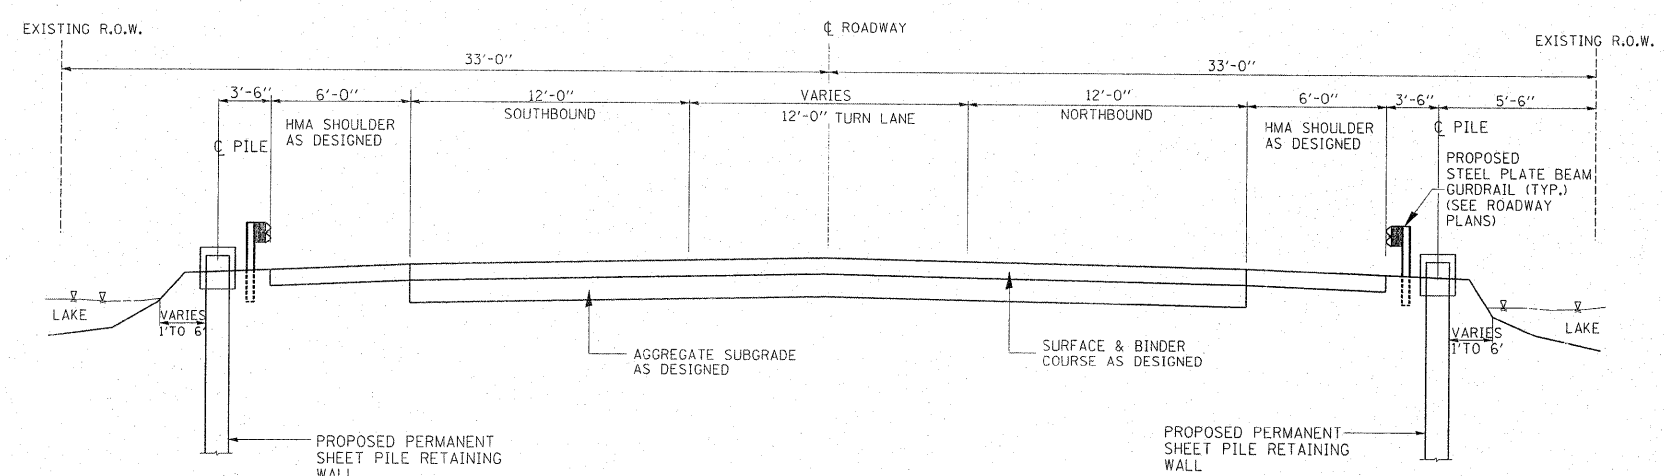 EXISTING R.O.W.
℄ ROADWAY
EXISTING R.O.W.
33'-0"
33'-0"
3'-6"
6'-0"
12'-0"
VARIES
12'-0"
6'-0"
3'-6"
5'-6"
SOUTHBOUND
12'-0" TURN LANE
NORTHBOUND
HMA SHOULDER
AS DESIGNED
℄ PILE
HMA SHOULDER
AS DESIGNED
℄ PILE
PROPOSED
STEEL PLATE BEAM
GURDRAIL (TYP.)
(SEE ROADWAY
PLANS)
LAKE
VARIES
1'TO 6'
LAKE
VARIES
1'TO 6'
AGGREGATE SUBGRADE
AS DESIGNED
SURFACE & BINDER
COURSE AS DESIGNED
PROPOSED PERMANENT
SHEET PILE RETAINING
WALL
PROPOSED PERMANENT
SHEET PILE RETAINING
WALL